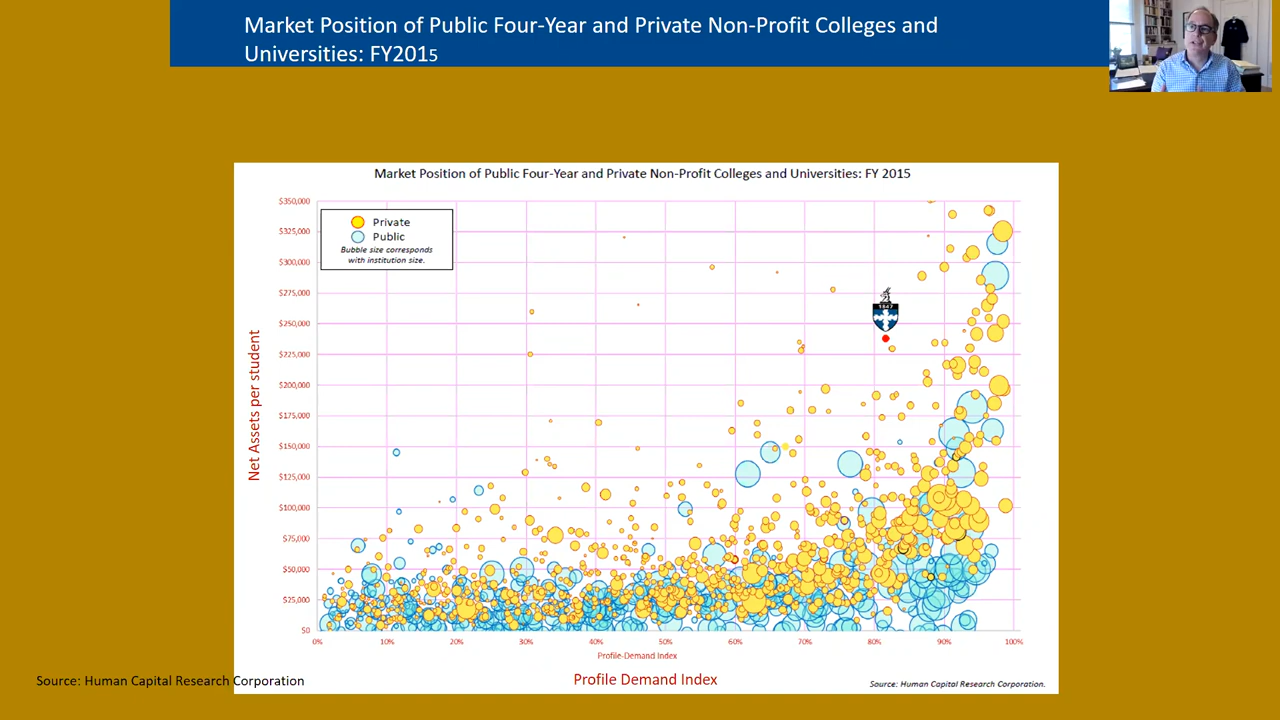 Market Position of Public Four-Year and Private Non-Profit Colleges and
Universities: FY2015
Market Position of Public Four-Year and Private Non-Profit Colleges and Universities: FY 2015
$350,000
$325,000
$300,000
$275,000
$250,000
$225,000
$200,000
$175,000
$150,000
$125,000
$100,000
$75,000
$50,000
$25,000
$0
Net Assets per student
Private
Public
Bubble size corresponds
with institution size.
1847
0% 10% 20% 30% 40% 50% 60% 70% 80% 90% 100%
Profile-Demand Index
Profile Demand Index
Source: Human Capital Research Corporation
Source: Human Capital Research Corporation.